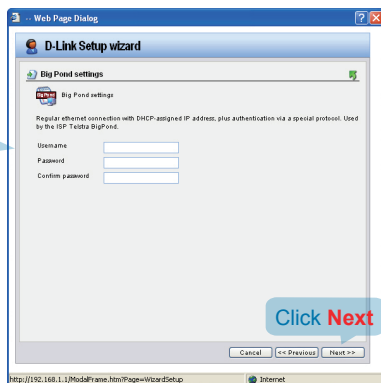 -- Web Page Dialog
D-Link Setup wizard
Big Pond settings
Big Pond
Big Pond settings
Regular ethernet connection with DHCP-assigned IP address, plus authentication via a special protocol. Used
by the ISP Telstra BigPond.
Username
Password
Confirm password
Click Next
Cancel << Previous Next >>
http://192.168.1.1/ModalFrame.htm?Page=WizardSetup Internet